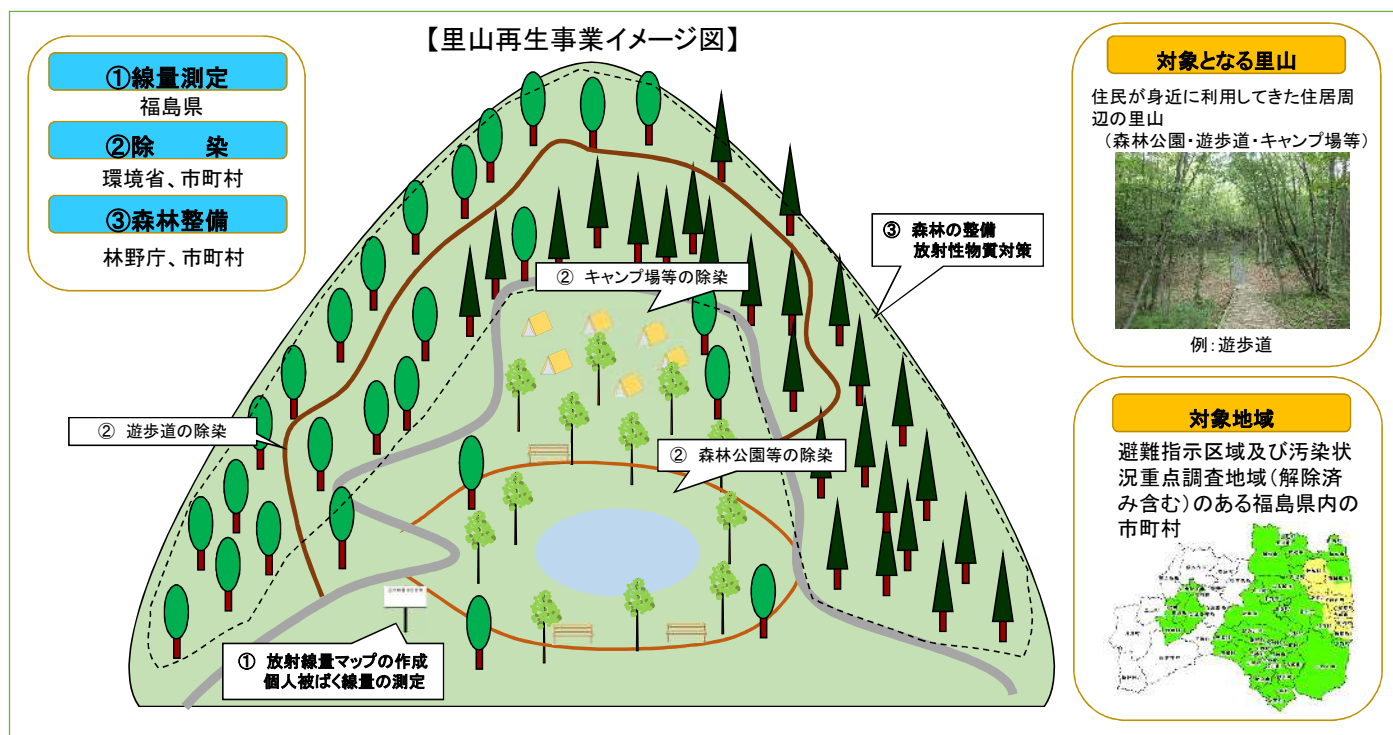 【里山再生事業イメージ図】
①線量測定
福島県
②除　　染
環境省、市町村
③森林整備
林野庁、市町村
② キャンプ場等の除染
③ 森林の整備
放射性物質対策
② 遊歩道の除染
② 森林公園等の除染
① 放射線量マップの作成
個人被ばく線量の測定
対象となる里山
住民が身近に利用してきた住居周
辺の里山
（森林公園・遊歩道・キャンプ場等）
例：遊歩道
対象地域
避難指示区域及び汚染状
況重点調査地域（解除済
み含む）のある福島県内の
市町村